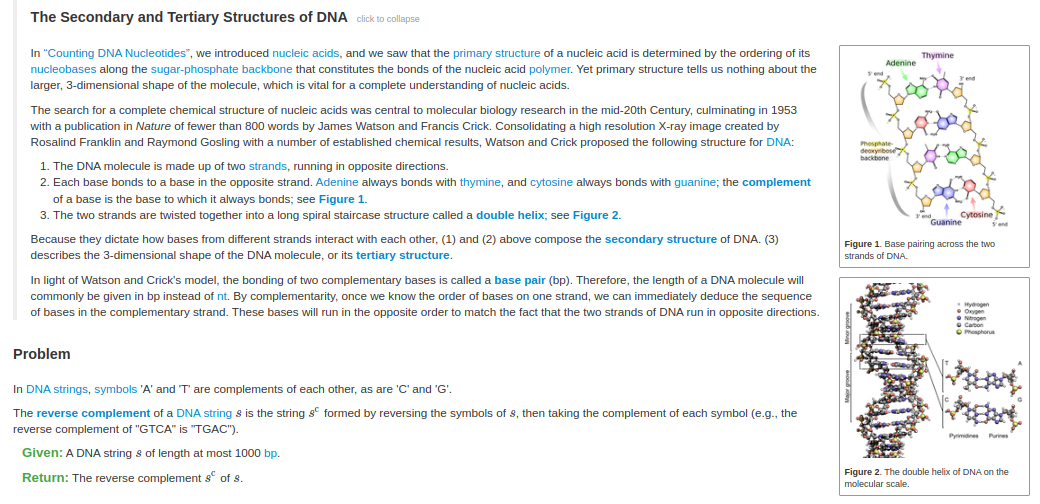 The Secondary and Tertiary Structures of DNA click to collapse
In “Counting DNA Nucleotides”, we introduced nucleic acids, and we saw that the primary structure of a nucleic acid is determined by the ordering of its
nucleobases along the sugar-phosphate backbone that constitutes the bonds of the nucleic acid polymer. Yet primary structure tells us nothing about the
larger, 3-dimensional shape of the molecule, which is vital for a complete understanding of nucleic acids.
The search for a complete chemical structure of nucleic acids was central to molecular biology research in the mid-20th Century, culminating in 1953
with a publication in Nature of fewer than 800 words by James Watson and Francis Crick. Consolidating a high resolution X-ray image created by
Rosalind Franklin and Raymond Gosling with a number of established chemical results, Watson and Crick proposed the following structure for DNA:
1. The DNA molecule is made up of two strands, running in opposite directions.
2. Each base bonds to a base in the opposite strand. Adenine always bonds with thymine, and cytosine always bonds with guanine; the complement
of a base is the base to which it always bonds; see Figure 1.
3. The two strands are twisted together into a long spiral staircase structure called a double helix; see Figure 2.
Because they dictate how bases from different strands interact with each other, (1) and (2) above compose the secondary structure of DNA. (3)
describes the 3-dimensional shape of the DNA molecule, or its tertiary structure.
In light of Watson and Crick's model, the bonding of two complementary bases is called a base pair (bp). Therefore, the length of a DNA molecule will
commonly be given in bp instead of nt. By complementarity, once we know the order of bases on one strand, we can immediately deduce the sequence
of bases in the complementary strand. These bases will run in the opposite order to match the fact that the two strands of DNA run in opposite directions.
Problem
In DNA strings, symbols 'A' and 'T' are complements of each other, as are 'C' and 'G'.
The reverse complement of a DNA string s is the string sᶜ formed by reversing the symbols of s, then taking the complement of each symbol (e.g., the
reverse complement of "GTCA" is "TGAC").
Given: A DNA string s of length at most 1000 bp.
Return: The reverse complement sᶜ of s.
Thymine
Adenine
5' end
3' end
Phosphate-
deoxyribose
backbone
3' end
Cytosine
Guanine
5' end
Figure 1. Base pairing across the two
strands of DNA.
Minor groove
Major groove
Hydrogen
Oxygen
Nitrogen
Carbon
Phosphorus
T
A
C
G
Pyrimidines Purines
Figure 2. The double helix of DNA on the
molecular scale.